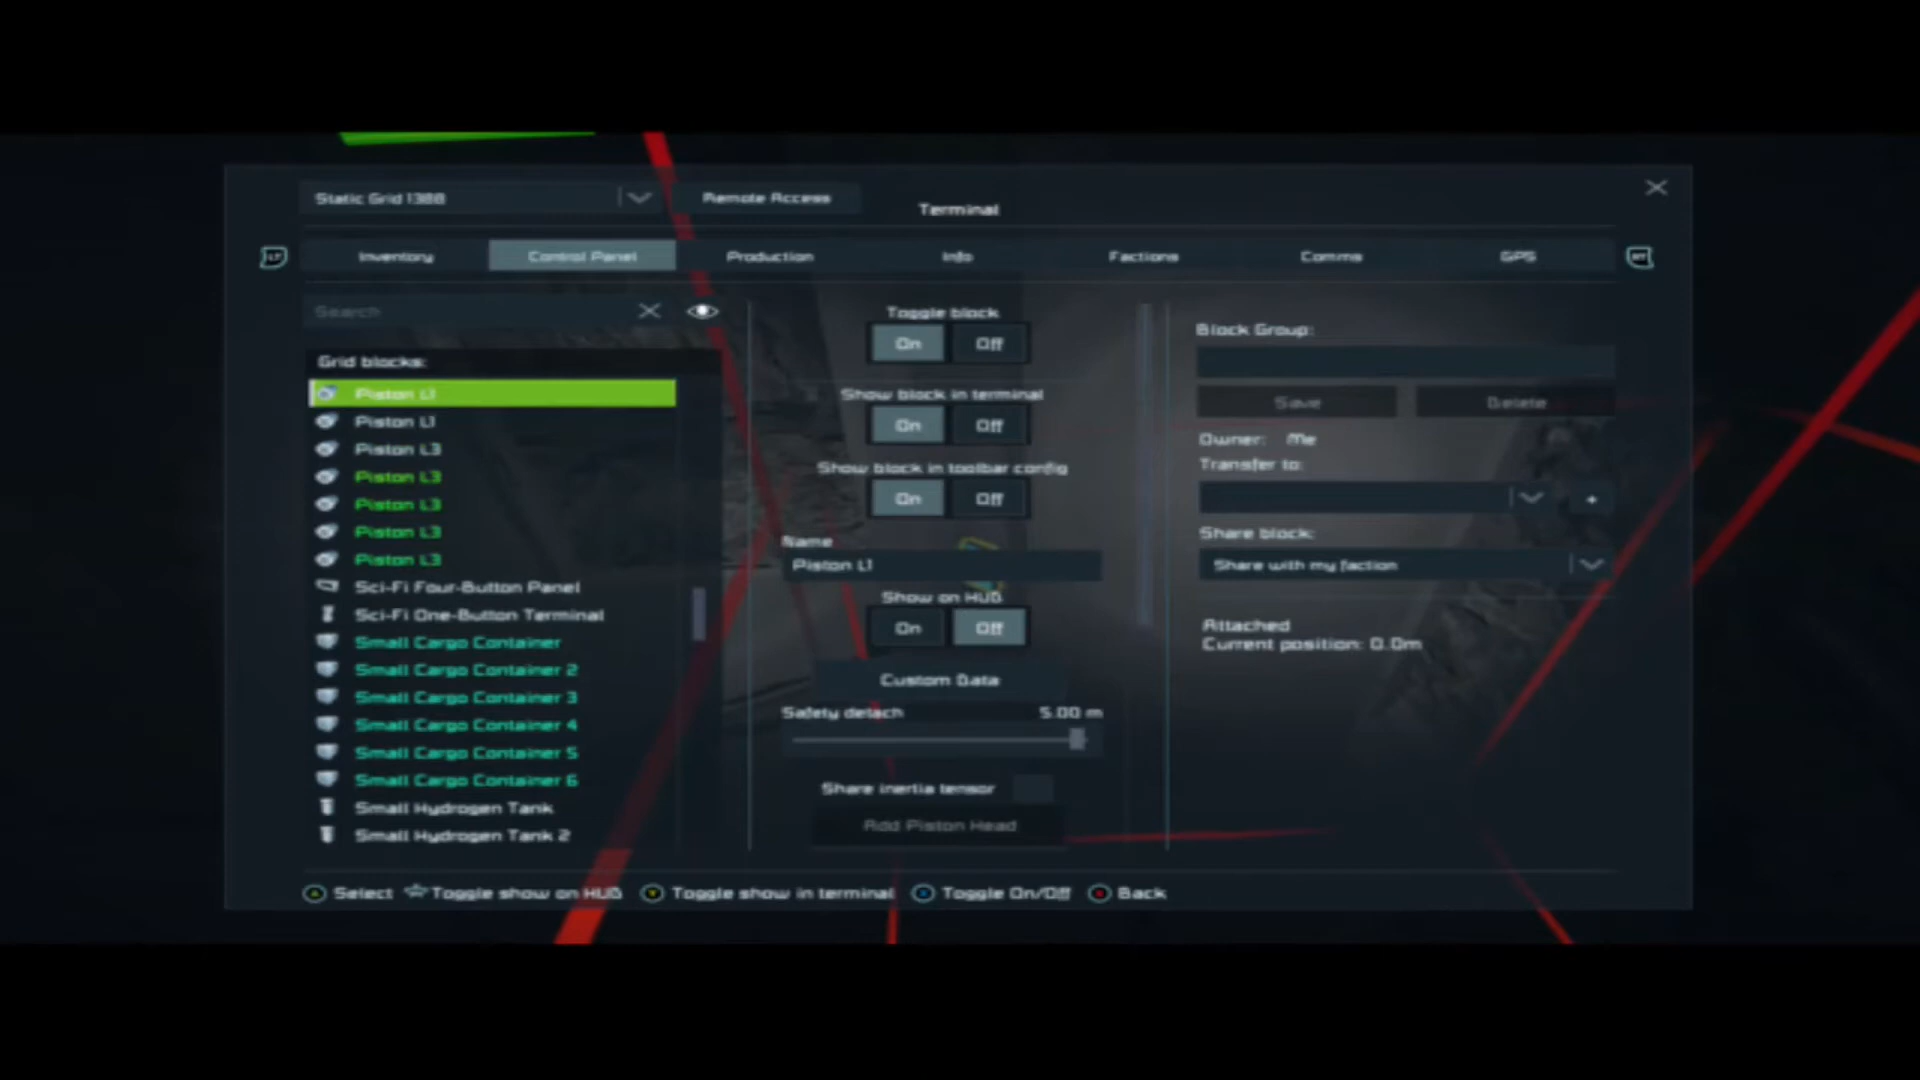 Static Grid 1388
Remote Access
Terminal
LT
Inventory
Control Panel
Production
Info
Factions
Comms
GPS
RT
Search
Grid blocks:
Piston L1
Piston L1
Piston L3
Piston L3
Piston L3
Piston L3
Piston L3
Sci-Fi Four-Button Panel
Sci-Fi One-Button Terminal
Small Cargo Container
Small Cargo Container 2
Small Cargo Container 3
Small Cargo Container 4
Small Cargo Container 5
Small Cargo Container 6
Small Hydrogen Tank
Small Hydrogen Tank 2
Toggle block
On Off
Show block in terminal
On Off
Show block in toolbar config
On Off
Name
Piston L1
Show on HUD
On Off
Custom Data
Safety detach 5.00 m
Share inertia tensor
Add Piston Head
Block Group:
Save Delete
Owner: Me
Transfer to:
Share block:
Share with my faction
Attached
Current position: 0.0m
A Select Toggle show on HUD Y Toggle show in terminal X Toggle On/Off B Back